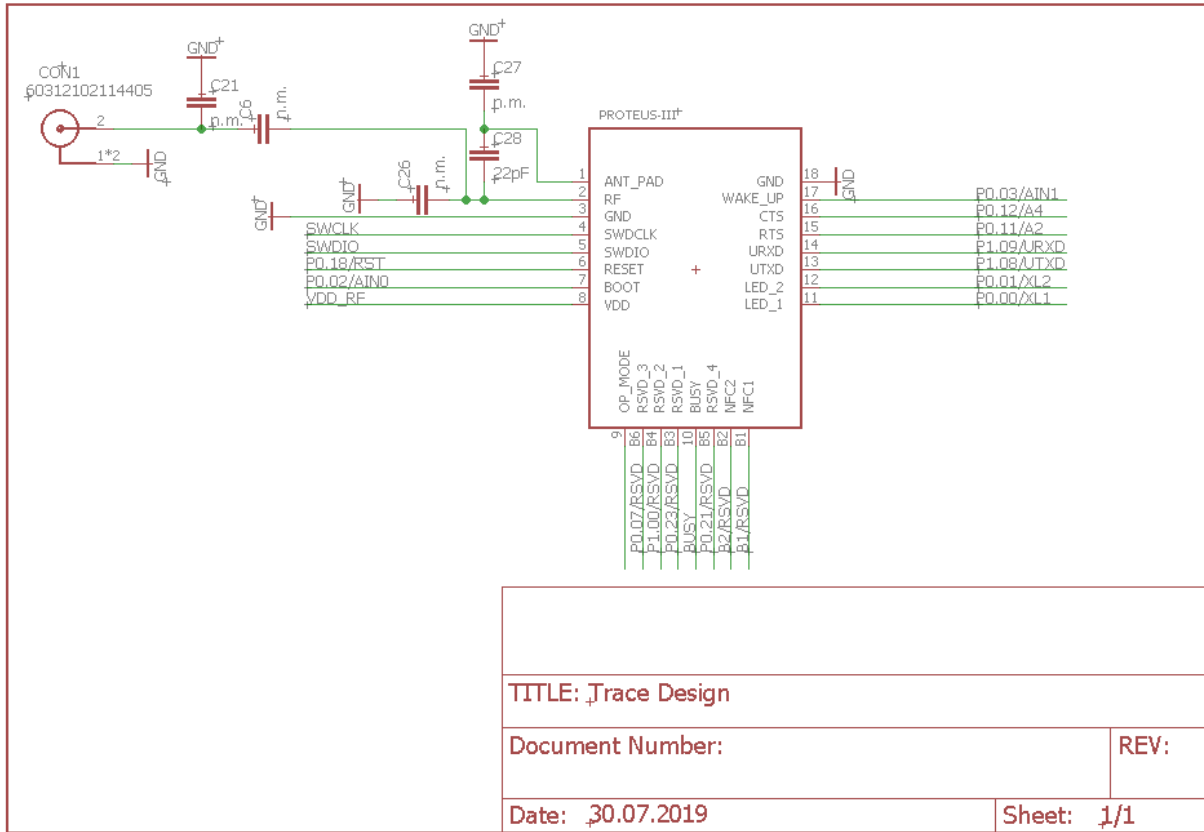 GND
CON1
60312102114405
2
1*2
GND
GND
C21
n.m.
C6
n.m.
C27
n.m.
C28
22pF
GND
C26
n.m.
GND
SWCLK
SWDIO
P0.18/RST
P0.02/AIN0
VDD_RF
PROTEUS-III
1 ANT_PAD
2 RF
3 GND
4 SWDCLK
5 SWDIO
6 RESET
7 BOOT
8 VDD
GND 18 GND
WAKE_UP 17 P0.03/AIN1
CTS 16 P0.12/A4
RTS 15 P0.11/A2
URXD 14 P1.09/URXD
UTXD 13 P1.08/UTXD
LED_2 12 P0.01/XL2
LED_1 11 P0.00/XL1
OP_MODE 9
RSVD_3 B6 P0.07/RSVD
RSVD_2 B4 P1.00/RSVD
RSVD_1 B3 P0.23/RSVD
BUSY 10 BUSY
RSVD_4 B5 P0.21/RSVD
NFC2 B2 B2/RSVD
NFC1 B1 B1/RSVD
TITLE: Trace Design
Document Number:
REV:
Date: 30.07.2019
Sheet: 1/1